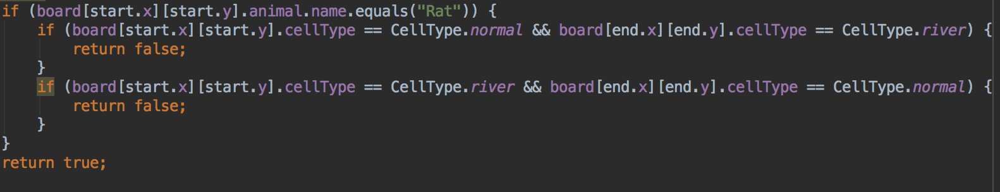 if (board[start.x][start.y].animal.name.equals("Rat")) {
    if (board[start.x][start.y].cellType == CellType.normal && board[end.x][end.y].cellType == CellType.river) {
        return false;
    }
    if (board[start.x][start.y].cellType == CellType.river && board[end.x][end.y].cellType == CellType.normal) {
        return false;
    }
}
return true;